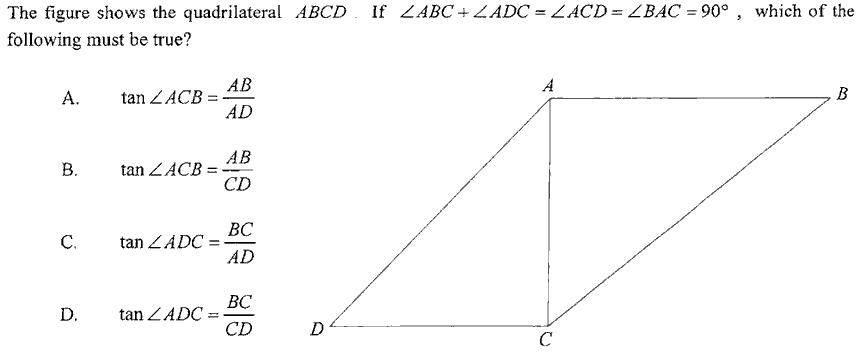 The figure shows the quadrilateral ABCD . If ∠ABC + ∠ADC = ∠ACD = ∠BAC = 90° , which of the
following must be true?
A. tan ∠ACB = AB/AD
B. tan ∠ACB = AB/CD
C. tan ∠ADC = BC/AD
D. tan ∠ADC = BC/CD
A
B
D
C